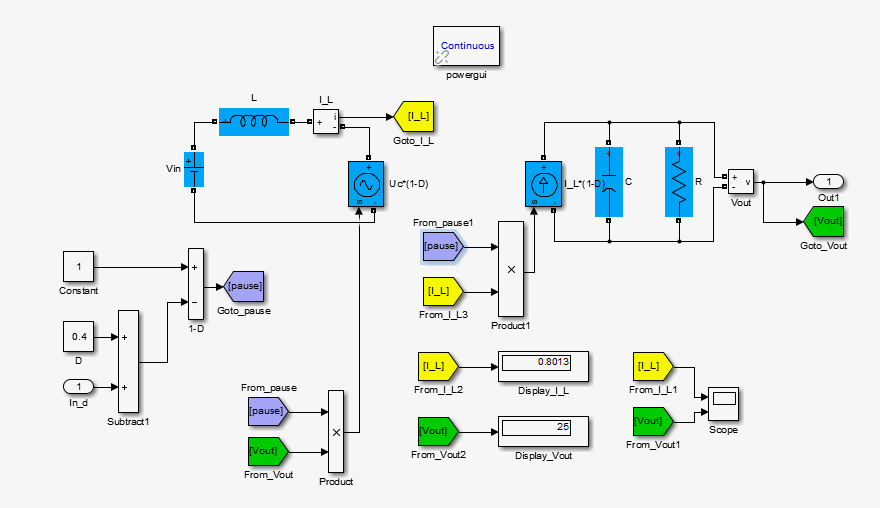 Continuous
powergui
L
I_L
+
i
-
[I_L]
Goto_I_L
Vin
+
+
Uc*(1-D)
s
-
+
I_L*(1-D)
s
-
+
C
+
R
+
-
v
Vout
1
Out1
[Vout]
Goto_Vout
From_pause1
[pause]
[I_L]
From_I_L3
×
Product1
1
Constant
+
−
1-D
[pause]
Goto_pause
0.4
D
1
In_d
+
+
Subtract1
From_pause
[pause]
[Vout]
From_Vout
×
Product
[I_L]
From_I_L2
0.8013
Display_I_L
[Vout]
From_Vout2
25
Display_Vout
[I_L]
From_I_L1
[Vout]
From_Vout1
Scope